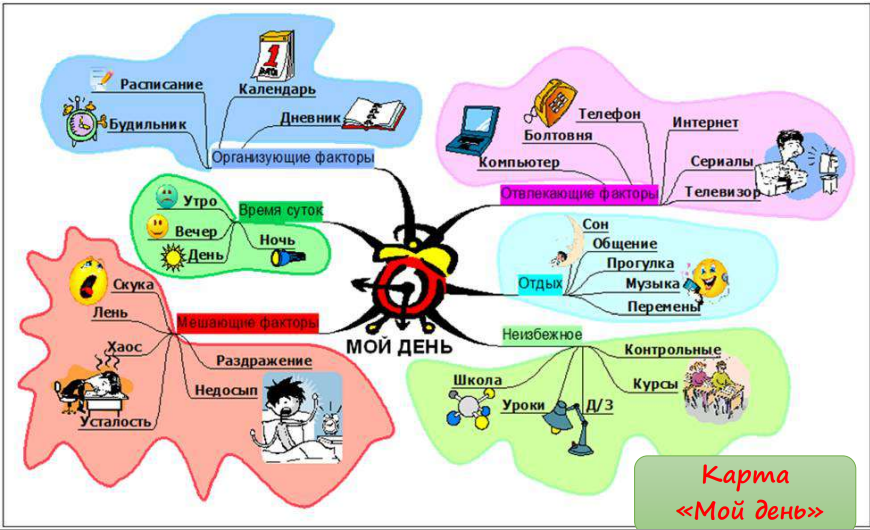 Расписание
Календарь
Будильник
Дневник
Организующие факторы
Телефон
Интернет
Болтовня
Компьютер
Сериалы
Телевизор
Отвлекающие факторы
Утро
Время суток
Вечер
Ночь
День
Сон
Общение
Прогулка
Отдых
Музыка
Перемены
Скука
Лень
Мешающие факторы
Хаос
Раздражение
Недосып
Усталость
МОЙ ДЕНЬ
Неизбежное
Контрольные
Школа
Курсы
Уроки
Д/З
Карта
«Мой день»
1